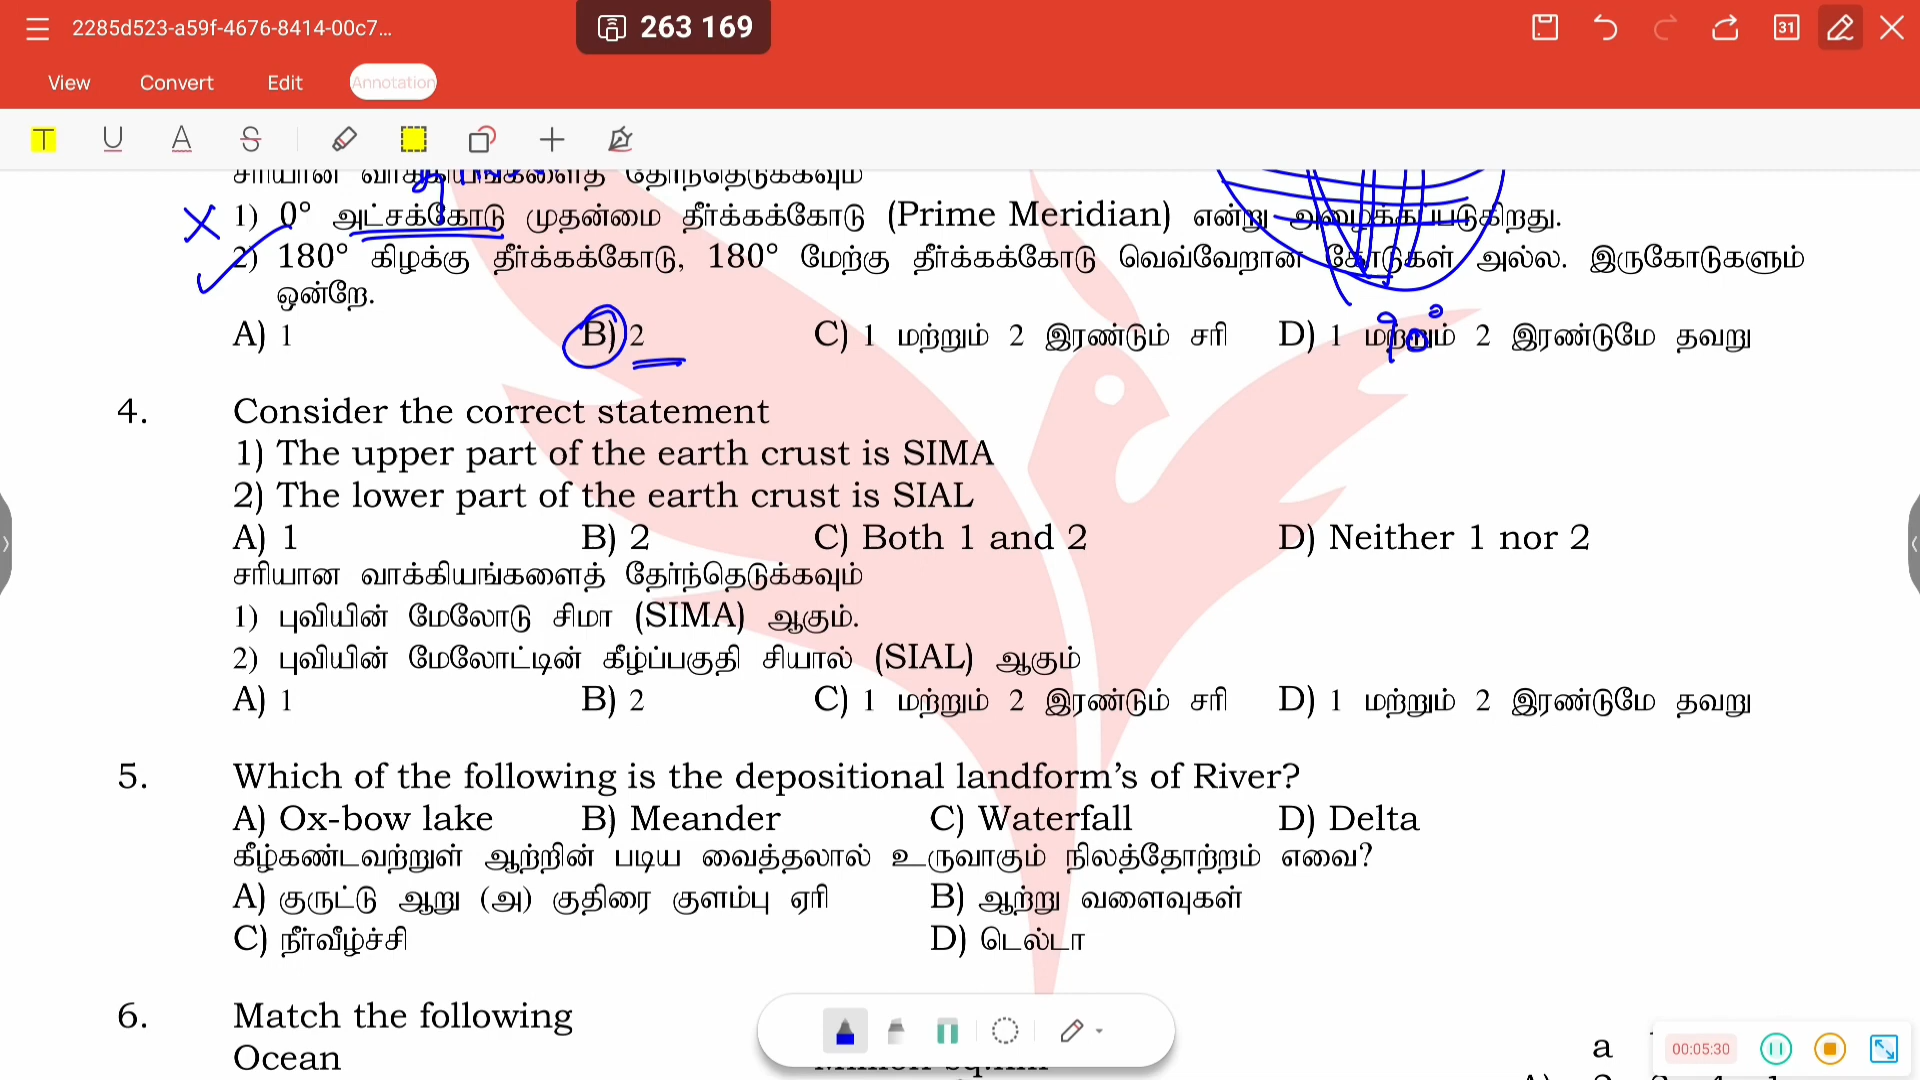 2285d523-a59f-4676-8414-00c7...
263 169
31
View Convert Edit Annotation
T U A S
சரியான வாக்கியங்களைத் தேர்ந்தெடுக்கவும்
1) 0° அட்சக்கோடு முதன்மை தீர்க்கக்கோடு (Prime Meridian) என்று அழைக்கப்படுகிறது.
2) 180° கிழக்கு தீர்க்கக்கோடு, 180° மேற்கு தீர்க்கக்கோடு வெவ்வேறான கோடுகள் அல்ல. இருகோடுகளும்
ஒன்றே.
A) 1 B) 2 C) 1 மற்றும் 2 இரண்டும் சரி D) 1 மற்றும் 2 இரண்டுமே தவறு
90°
4. Consider the correct statement
1) The upper part of the earth crust is SIMA
2) The lower part of the earth crust is SIAL
A) 1 B) 2 C) Both 1 and 2 D) Neither 1 nor 2
சரியான வாக்கியங்களைத் தேர்ந்தெடுக்கவும்
1) புவியின் மேலோடு சிமா (SIMA) ஆகும்.
2) புவியின் மேலோட்டின் கீழ்ப்பகுதி சியால் (SIAL) ஆகும்
A) 1 B) 2 C) 1 மற்றும் 2 இரண்டும் சரி D) 1 மற்றும் 2 இரண்டுமே தவறு
5. Which of the following is the depositional landform’s of River?
A) Ox-bow lake B) Meander C) Waterfall D) Delta
கீழ்கண்டவற்றுள் ஆற்றின் படிய வைத்தலால் உருவாகும் நிலத்தோற்றம் எவை?
A) குருட்டு ஆறு (அ) குதிரை குளம்பு ஏரி B) ஆற்று வளைவுகள்
C) நீர்வீழ்ச்சி D) டெல்டா
6. Match the following
Ocean
a
00:05:30